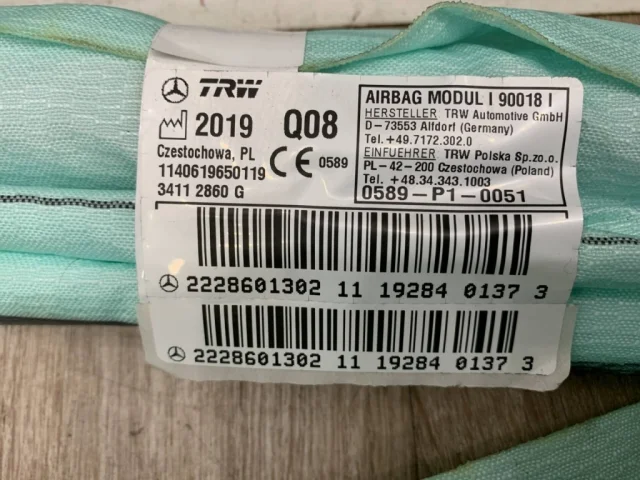 TRW
2019 Q08
Czestochowa, PL
CE 0589
1140619650119
3411 2860 G
AIRBAG MODUL I 90018 I
HERSTELLER TRW Automotive GmbH
D-73553 Alfdorf (Germany)
Tel.+49.7172.302.0
EINFUEHRER TRW Polska Sp.zo.o.
PL-42-200 Czestochowa (Poland)
Tel. +48.34.343.1003
0589-P1-0051
2228601302 11 19284 0137 3
2228601302 11 19284 0137 3